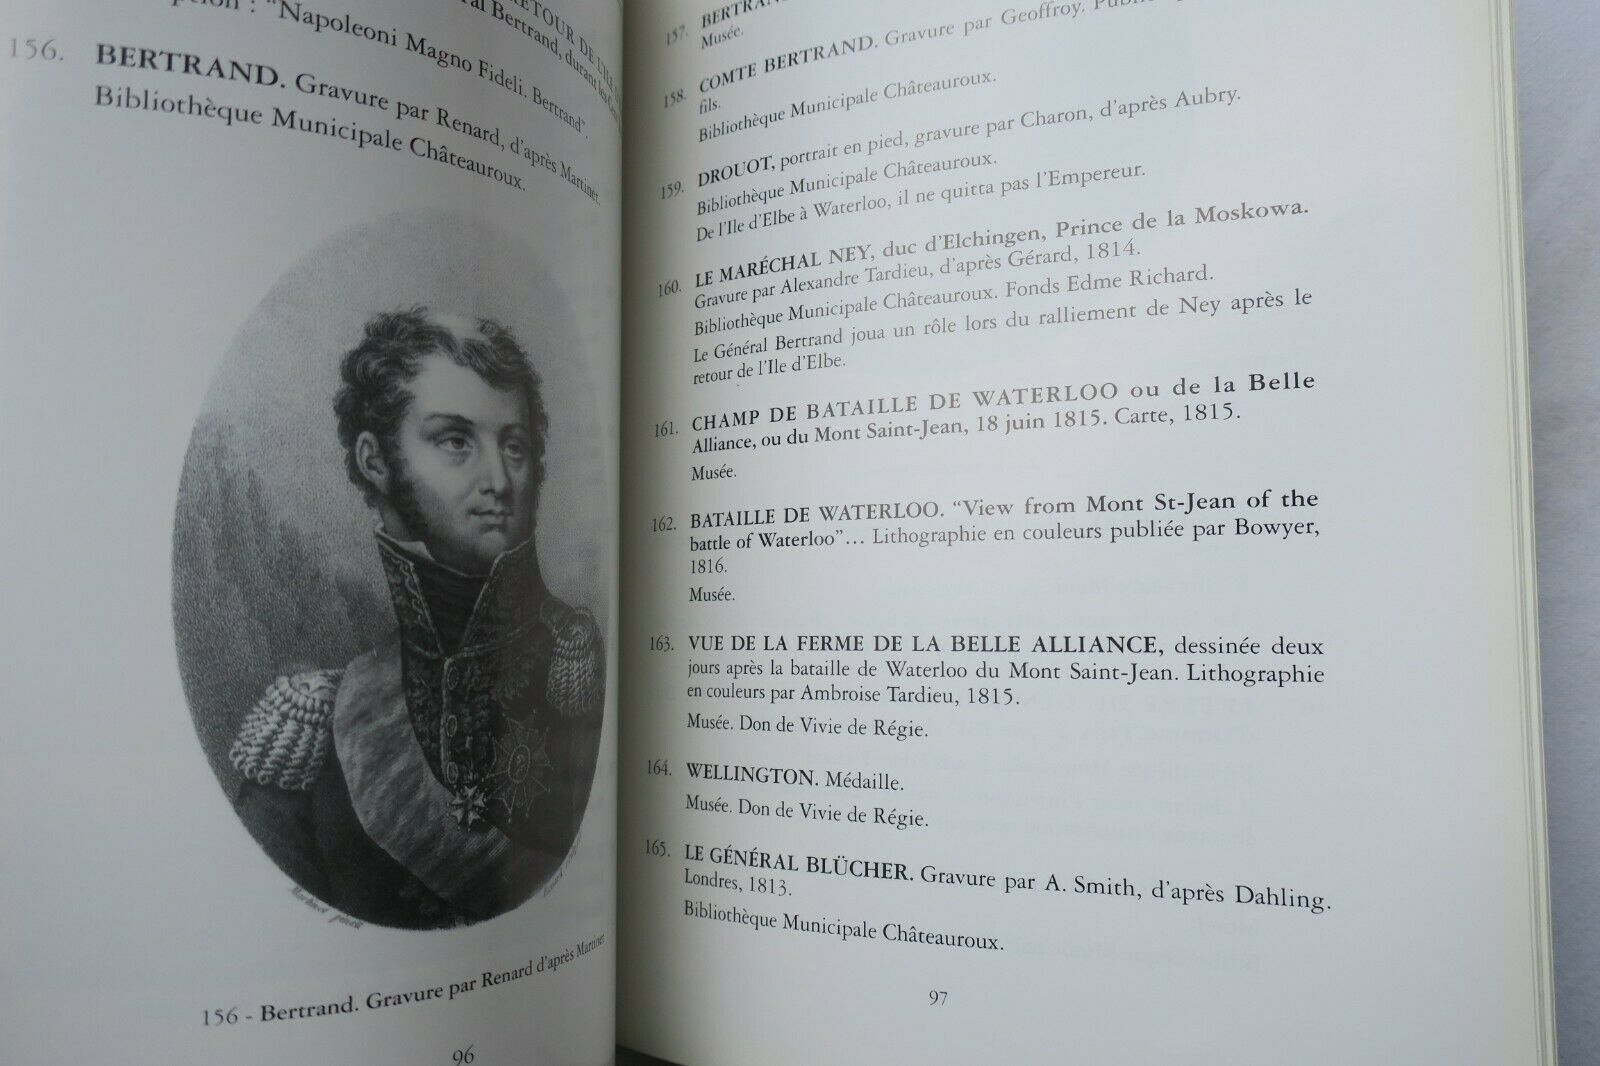 RETOUR DE L'ILE
Bertrand, durant les
: "Napoleoni Magno Fideli. Bertrand".
156. BERTRAND. Gravure par Renard, d'après Martinet.
Bibliothèque Municipale Châteauroux.
Martinet pinxit
156 - Bertrand. Gravure par Renard d'après Martinet
96
157. BERTRAND
Musée.
158. COMTE BERTRAND. Gravure par Geoffroy.
fils.
Bibliothèque Municipale Châteauroux.
159. DROUOT, portrait en pied, gravure par Charon, d'après Aubry.
Bibliothèque Municipale Châteauroux.
De l'Ile d'Elbe à Waterloo, il ne quitta pas l'Empereur.
160. LE MARÉCHAL NEY, duc d'Elchingen, Prince de la Moskowa.
Gravure par Alexandre Tardieu, d'après Gérard, 1814.
Bibliothèque Municipale Châteauroux. Fonds Edme Richard.
Le Général Bertrand joua un rôle lors du ralliement de Ney après le
retour de l'Ile d'Elbe.
161. CHAMP DE BATAILLE DE WATERLOO ou de la Belle
Alliance, ou du Mont Saint-Jean, 18 juin 1815. Carte, 1815.
Musée.
162. BATAILLE DE WATERLOO. “View from Mont St-Jean of the
battle of Waterloo”... Lithographie en couleurs publiée par Bowyer,
1816.
Musée.
163. VUE DE LA FERME DE LA BELLE ALLIANCE, dessinée deux
jours après la bataille de Waterloo du Mont Saint-Jean. Lithographie
en couleurs par Ambroise Tardieu, 1815.
Musée. Don de Vivie de Régie.
164. WELLINGTON. Médaille.
Musée. Don de Vivie de Régie.
165. LE GÉNÉRAL BLÜCHER. Gravure par A. Smith, d'après Dahling.
Londres, 1813.
Bibliothèque Municipale Châteauroux.
97